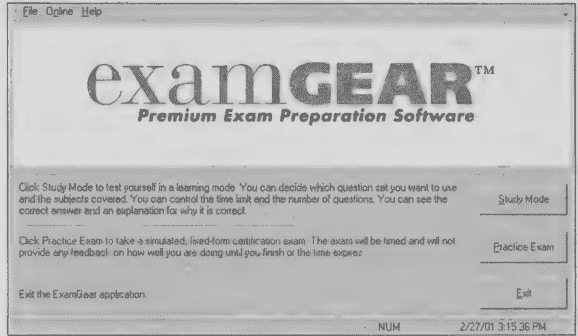 File Online Help
examGEAR™
Premium Exam Preparation Software
Click Study Mode to test yourself in a learning mode. You can decide which question set you want to use
and the subjects covered. You can control the time limit and the number of questions. You can see the
correct answer and an explanation for why it is correct.
Study Mode
Click Practice Exam to take a simulated, fixed-form certification exam. The exam will be timed and will not
provide any feedback on how well you are doing until you finish or the time expires.
Practice Exam
Exit the ExamGear application.
Exit
NUM 2/27/01 3:15:36 PM